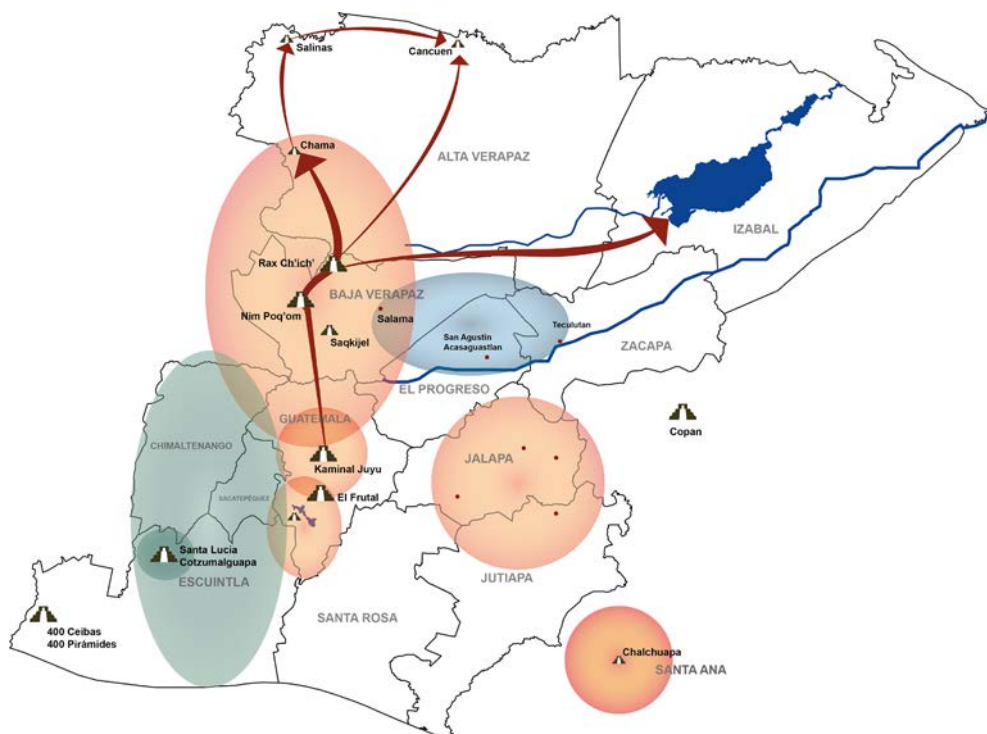 Salinas
Cancuen
Chama
ALTA VERAPAZ
IZABAL
Rax Ch'ich'
BAJA VERAPAZ
Nim Poq'om
Salama
Saqkijel
San Agustin
Acasaguastlan
Teculutan
ZACAPA
EL PROGRESO
GUATEMALA
Copan
CHIMALTENANGO
Kaminal Juyu
JALAPA
SACATEPÉQUEZ
El Frutal
Santa Lucia
Cotzumalguapa
ESCUINTLA
JUTIAPA
SANTA ROSA
400 Ceibas
400 Piràmides
Chalchuapa
SANTA ANA